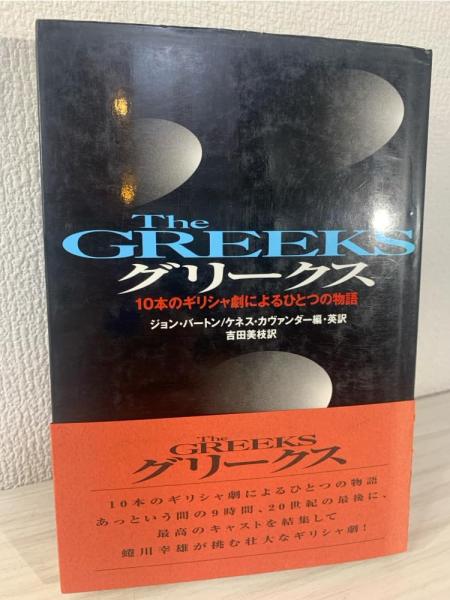 The
GREEKS
グリークス
10本のギリシャ劇によるひとつの物語
ジョン・バートン/ケネス・カヴァンダー編・英訳
吉田美枝訳
The
GREEKS
グリークス
10本のギリシャ劇によるひとつの物語
あっという間の9時間、20世紀の最後に、
最高のキャストを結集して
蜷川幸雄が挑む壮大なギリシャ劇!